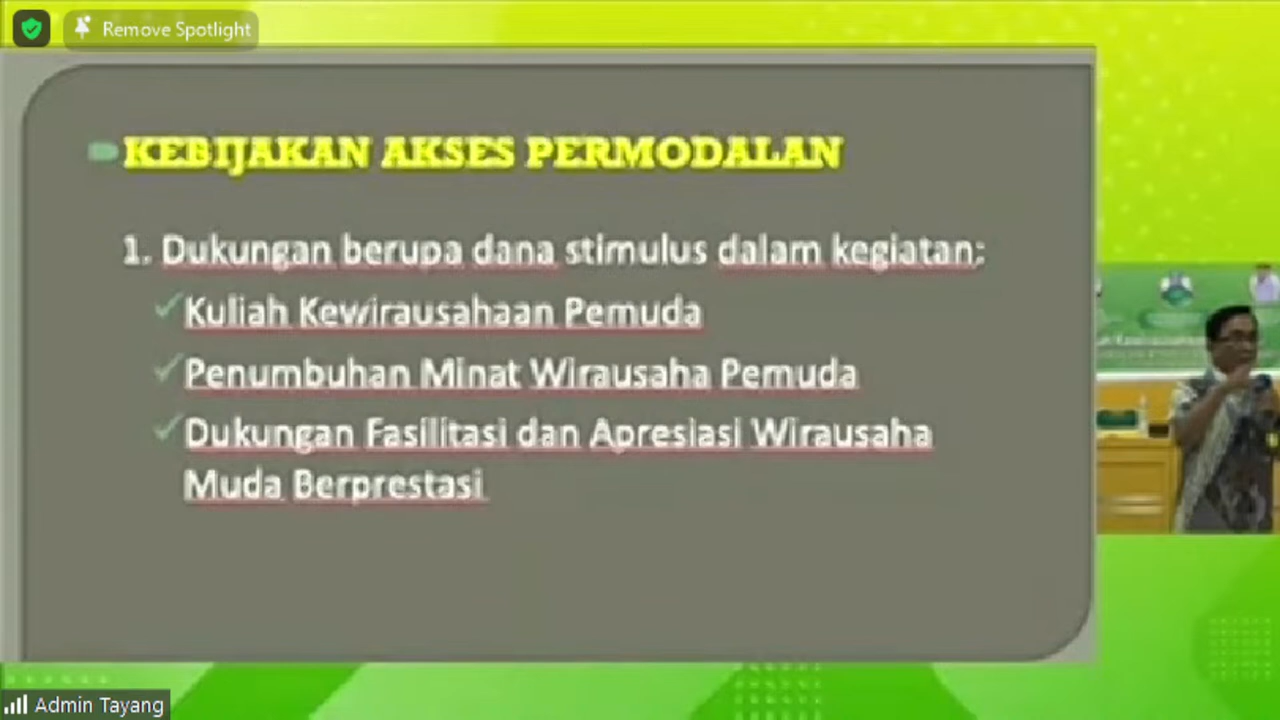 Remove Spotlight
KEBIJAKAN AKSES PERMODALAN
1. Dukungan berupa dana stimulus dalam kegiatan:
Kuliah Kewirausahaan Pemuda
Penumbuhan Minat Wirausaha Pemuda
Dukungan Fasilitasi dan Apresiasi Wirausaha
Muda Berprestasi
Admin Tayang